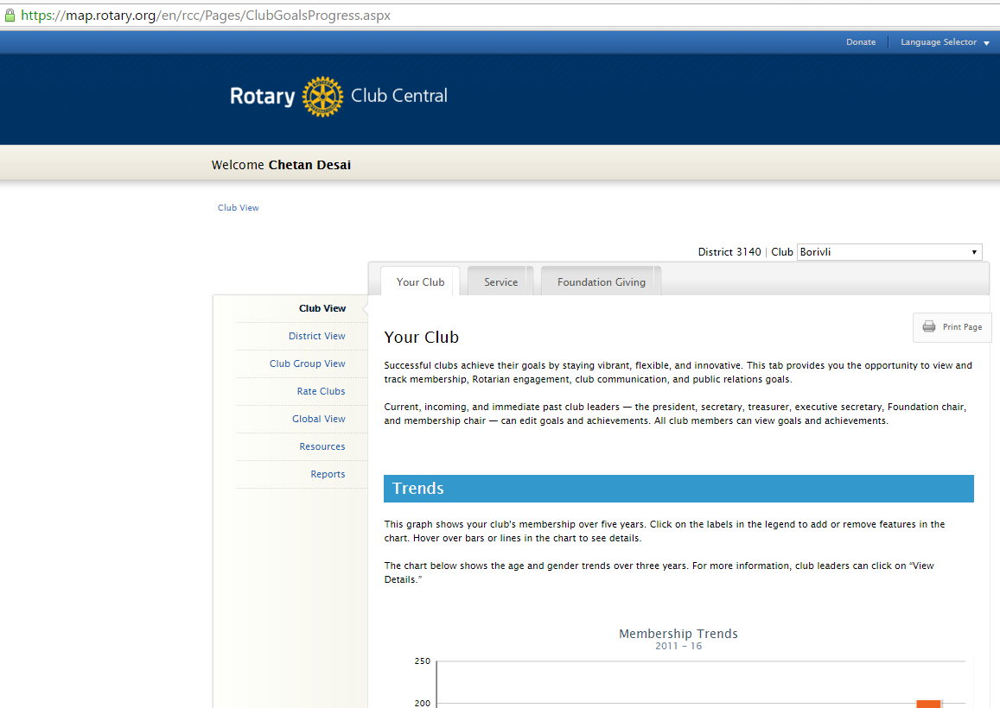 https://map.rotary.org/en/rcc/Pages/ClubGoalsProgress.aspx
Donate
Language Selector
Rotary Club Central
Welcome Chetan Desai
Club View
District 3140 | Club Borivli
Your Club
Service
Foundation Giving
Club View
District View
Club Group View
Rate Clubs
Global View
Resources
Reports
Print Page
Your Club
Successful clubs achieve their goals by staying vibrant, flexible, and innovative. This tab provides you the opportunity to view and
track membership, Rotarian engagement, club communication, and public relations goals.
Current, incoming, and immediate past club leaders — the president, secretary, treasurer, executive secretary, Foundation chair,
and membership chair — can edit goals and achievements. All club members can view goals and achievements.
Trends
This graph shows your club's membership over five years. Click on the labels in the legend to add or remove features in the
chart. Hover over bars or lines in the chart to see details.
The chart below shows the age and gender trends over three years. For more information, club leaders can click on “View
Details.”
Membership Trends
2011 – 16
250
200